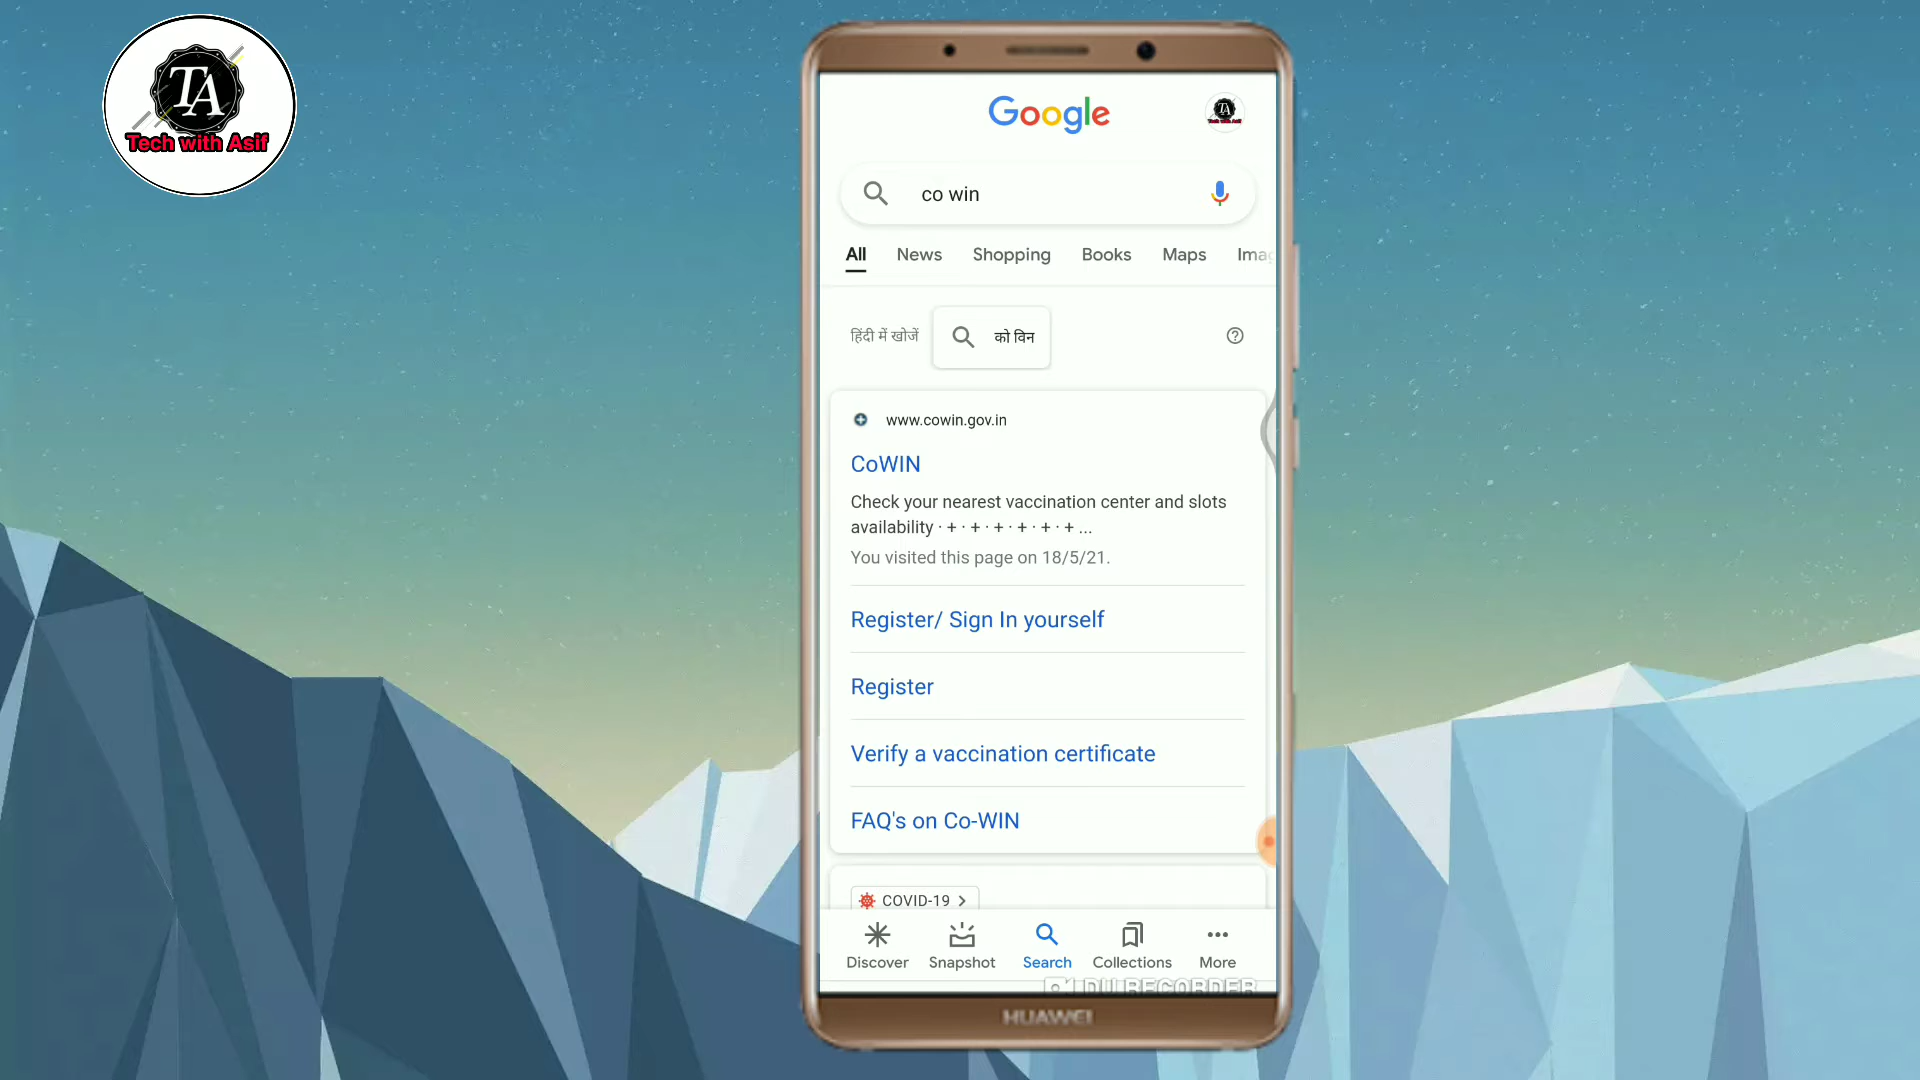 TA
Tech with Asif
Google
TA
co win
All News Shopping Books Maps Imag
हिंदी में खोजें को विन
www.cowin.gov.in
CoWIN
Check your nearest vaccination center and slots
availability · + · + · + · + · + · + ...
You visited this page on 18/5/21.
Register/ Sign In yourself
Register
Verify a vaccination certificate
FAQ's on Co-WIN
COVID-19
Discover Snapshot Search Collections More
DU RECORDER
HUAWEI